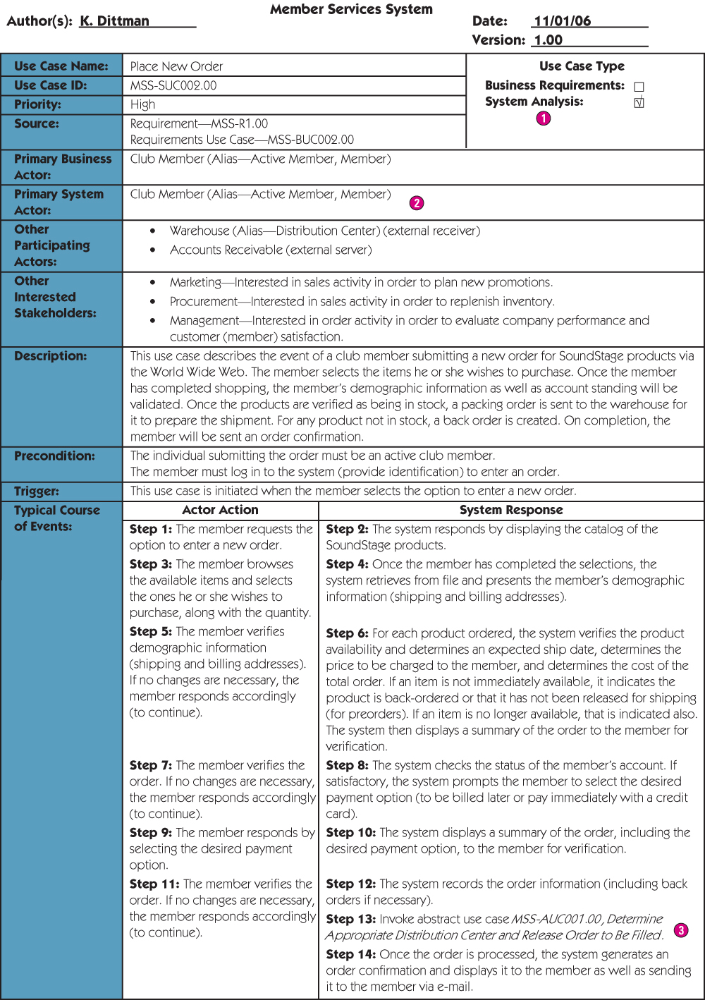 Member Services System
Author(s): K. Dittman
Date: 11/01/06
Version: 1.00
Use Case Name:
Place New Order
Use Case Type
Use Case ID:
MSS-SUC002.00
Business Requirements: ☐
Priority:
High
System Analysis: ☑
Source:
Requirement—MSS-R1.00
1
Requirements Use Case—MSS-BUC002.00
Primary Business
Actor:
Club Member (Alias—Active Member, Member)
Primary System
Actor:
Club Member (Alias—Active Member, Member)
2
Other
Participating
Actors:
• Warehouse (Alias—Distribution Center) (external receiver)
• Accounts Receivable (external server)
Other
Interested
Stakeholders:
• Marketing—Interested in sales activity in order to plan new promotions.
• Procurement—Interested in sales activity in order to replenish inventory.
• Management—Interested in order activity in order to evaluate company performance and
customer (member) satisfaction.
Description:
This use case describes the event of a club member submitting a new order for SoundStage products via
the World Wide Web. The member selects the items he or she wishes to purchase. Once the member
has completed shopping, the member's demographic information as well as account standing will be
validated. Once the products are verified as being in stock, a packing order is sent to the warehouse for
it to prepare the shipment. For any product not in stock, a back order is created. On completion, the
member will be sent an order confirmation.
Precondition:
The individual submitting the order must be an active club member.
The member must log in to the system (provide identification) to enter an order.
Trigger:
This use case is initiated when the member selects the option to enter a new order.
Typical Course
of Events:
Actor Action
System Response
Step 1: The member requests the
option to enter a new order.
Step 2: The system responds by displaying the catalog of the
SoundStage products.
Step 3: The member browses
the available items and selects
the ones he or she wishes to
purchase, along with the quantity.
Step 4: Once the member has completed the selections, the
system retrieves from file and presents the member's demographic
information (shipping and billing addresses).
Step 5: The member verifies
demographic information
(shipping and billing addresses).
If no changes are necessary, the
member responds accordingly
(to continue).
Step 6: For each product ordered, the system verifies the product
availability and determines an expected ship date, determines the
price to be charged to the member, and determines the cost of the
total order. If an item is not immediately available, it indicates the
product is back-ordered or that it has not been released for shipping
(for preorders). If an item is no longer available, that is indicated also.
The system then displays a summary of the order to the member for
verification.
Step 7: The member verifies the
order. If no changes are necessary,
the member responds accordingly
(to continue).
Step 8: The system checks the status of the member's account. If
satisfactory, the system prompts the member to select the desired
payment option (to be billed later or pay immediately with a credit
card).
Step 9: The member responds by
selecting the desired payment
option.
Step 10: The system displays a summary of the order, including the
desired payment option, to the member for verification.
Step 11: The member verifies the
order. If no changes are necessary,
the member responds accordingly
(to continue).
Step 12: The system records the order information (including back
orders if necessary).
Step 13: Invoke abstract use case MSS-AUC001.00, Determine
Appropriate Distribution Center and Release Order to Be Filled.
3
Step 14: Once the order is processed, the system generates an
order confirmation and displays it to the member as well as sending
it to the member via e-mail.